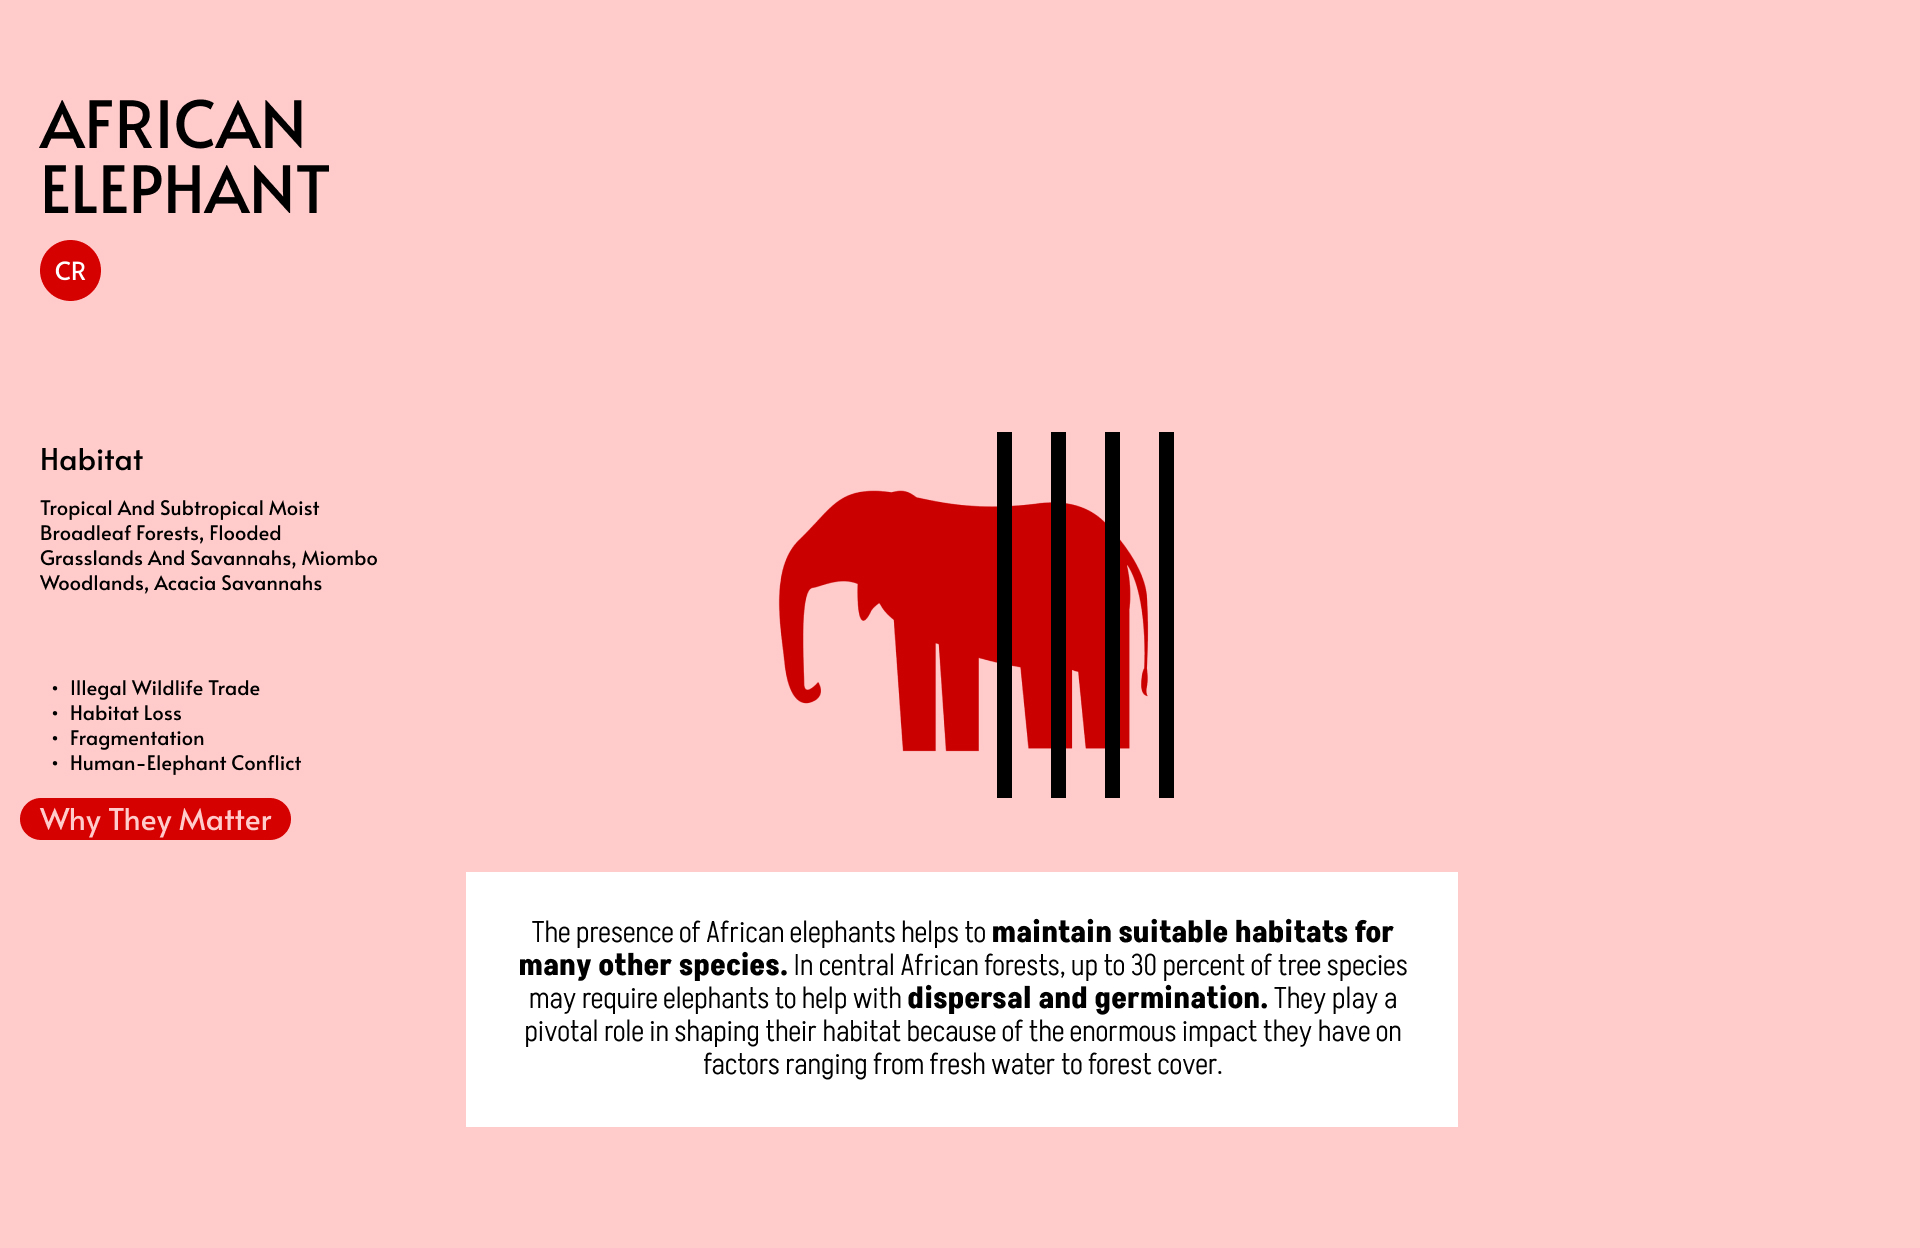 AFRICAN
ELEPHANT
CR
Habitat
Tropical And Subtropical Moist
Broadleaf Forests, Flooded
Grasslands And Savannahs, Miombo
Woodlands, Acacia Savannahs
• Illegal Wildlife Trade
• Habitat Loss
• Fragmentation
• Human-Elephant Conflict
Why They Matter
The presence of African elephants helps to maintain suitable habitats for
many other species. In central African forests, up to 30 percent of tree species
may require elephants to help with dispersal and germination. They play a
pivotal role in shaping their habitat because of the enormous impact they have on
factors ranging from fresh water to forest cover.